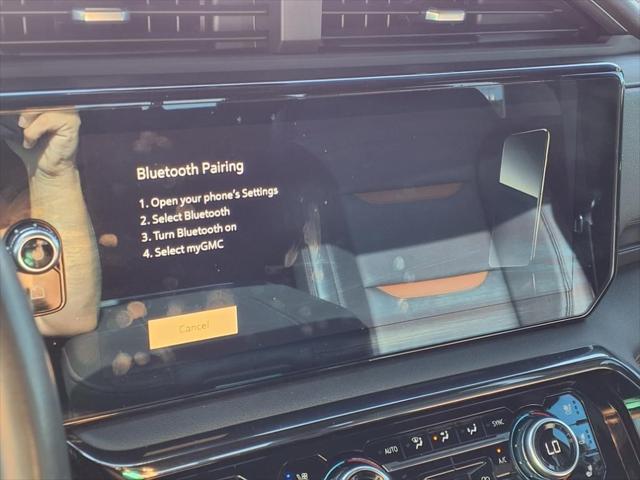 Bluetooth Pairing
1. Open your phone's Settings
2. Select Bluetooth
3. Turn Bluetooth on
4. Select myGMC
Cancel
AUTO
SYNC
A/C
LO